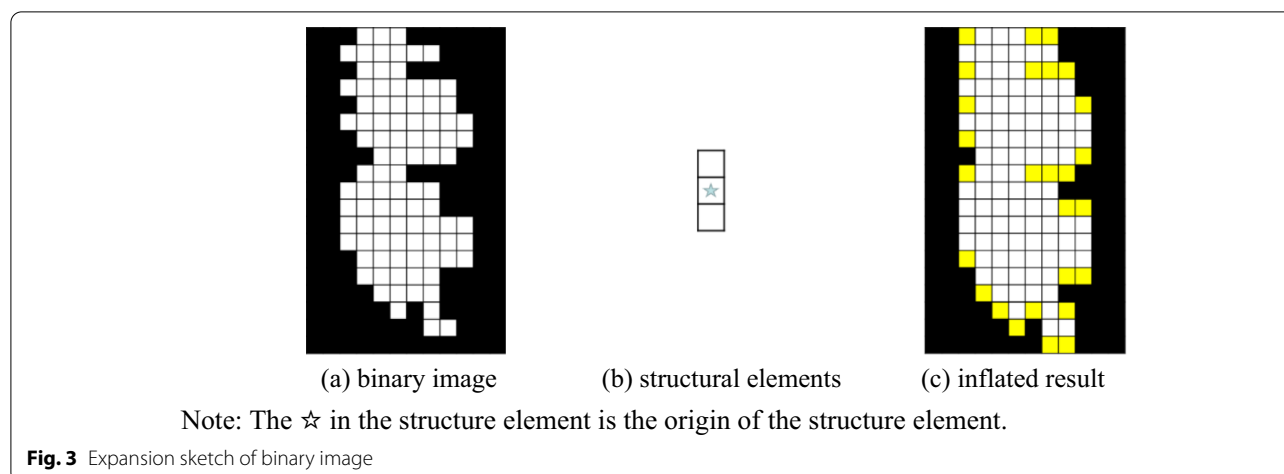 (a) binary image (b) structural elements (c) inflated result
Note: The ☆ in the structure element is the origin of the structure element.
Fig. 3 Expansion sketch of binary image